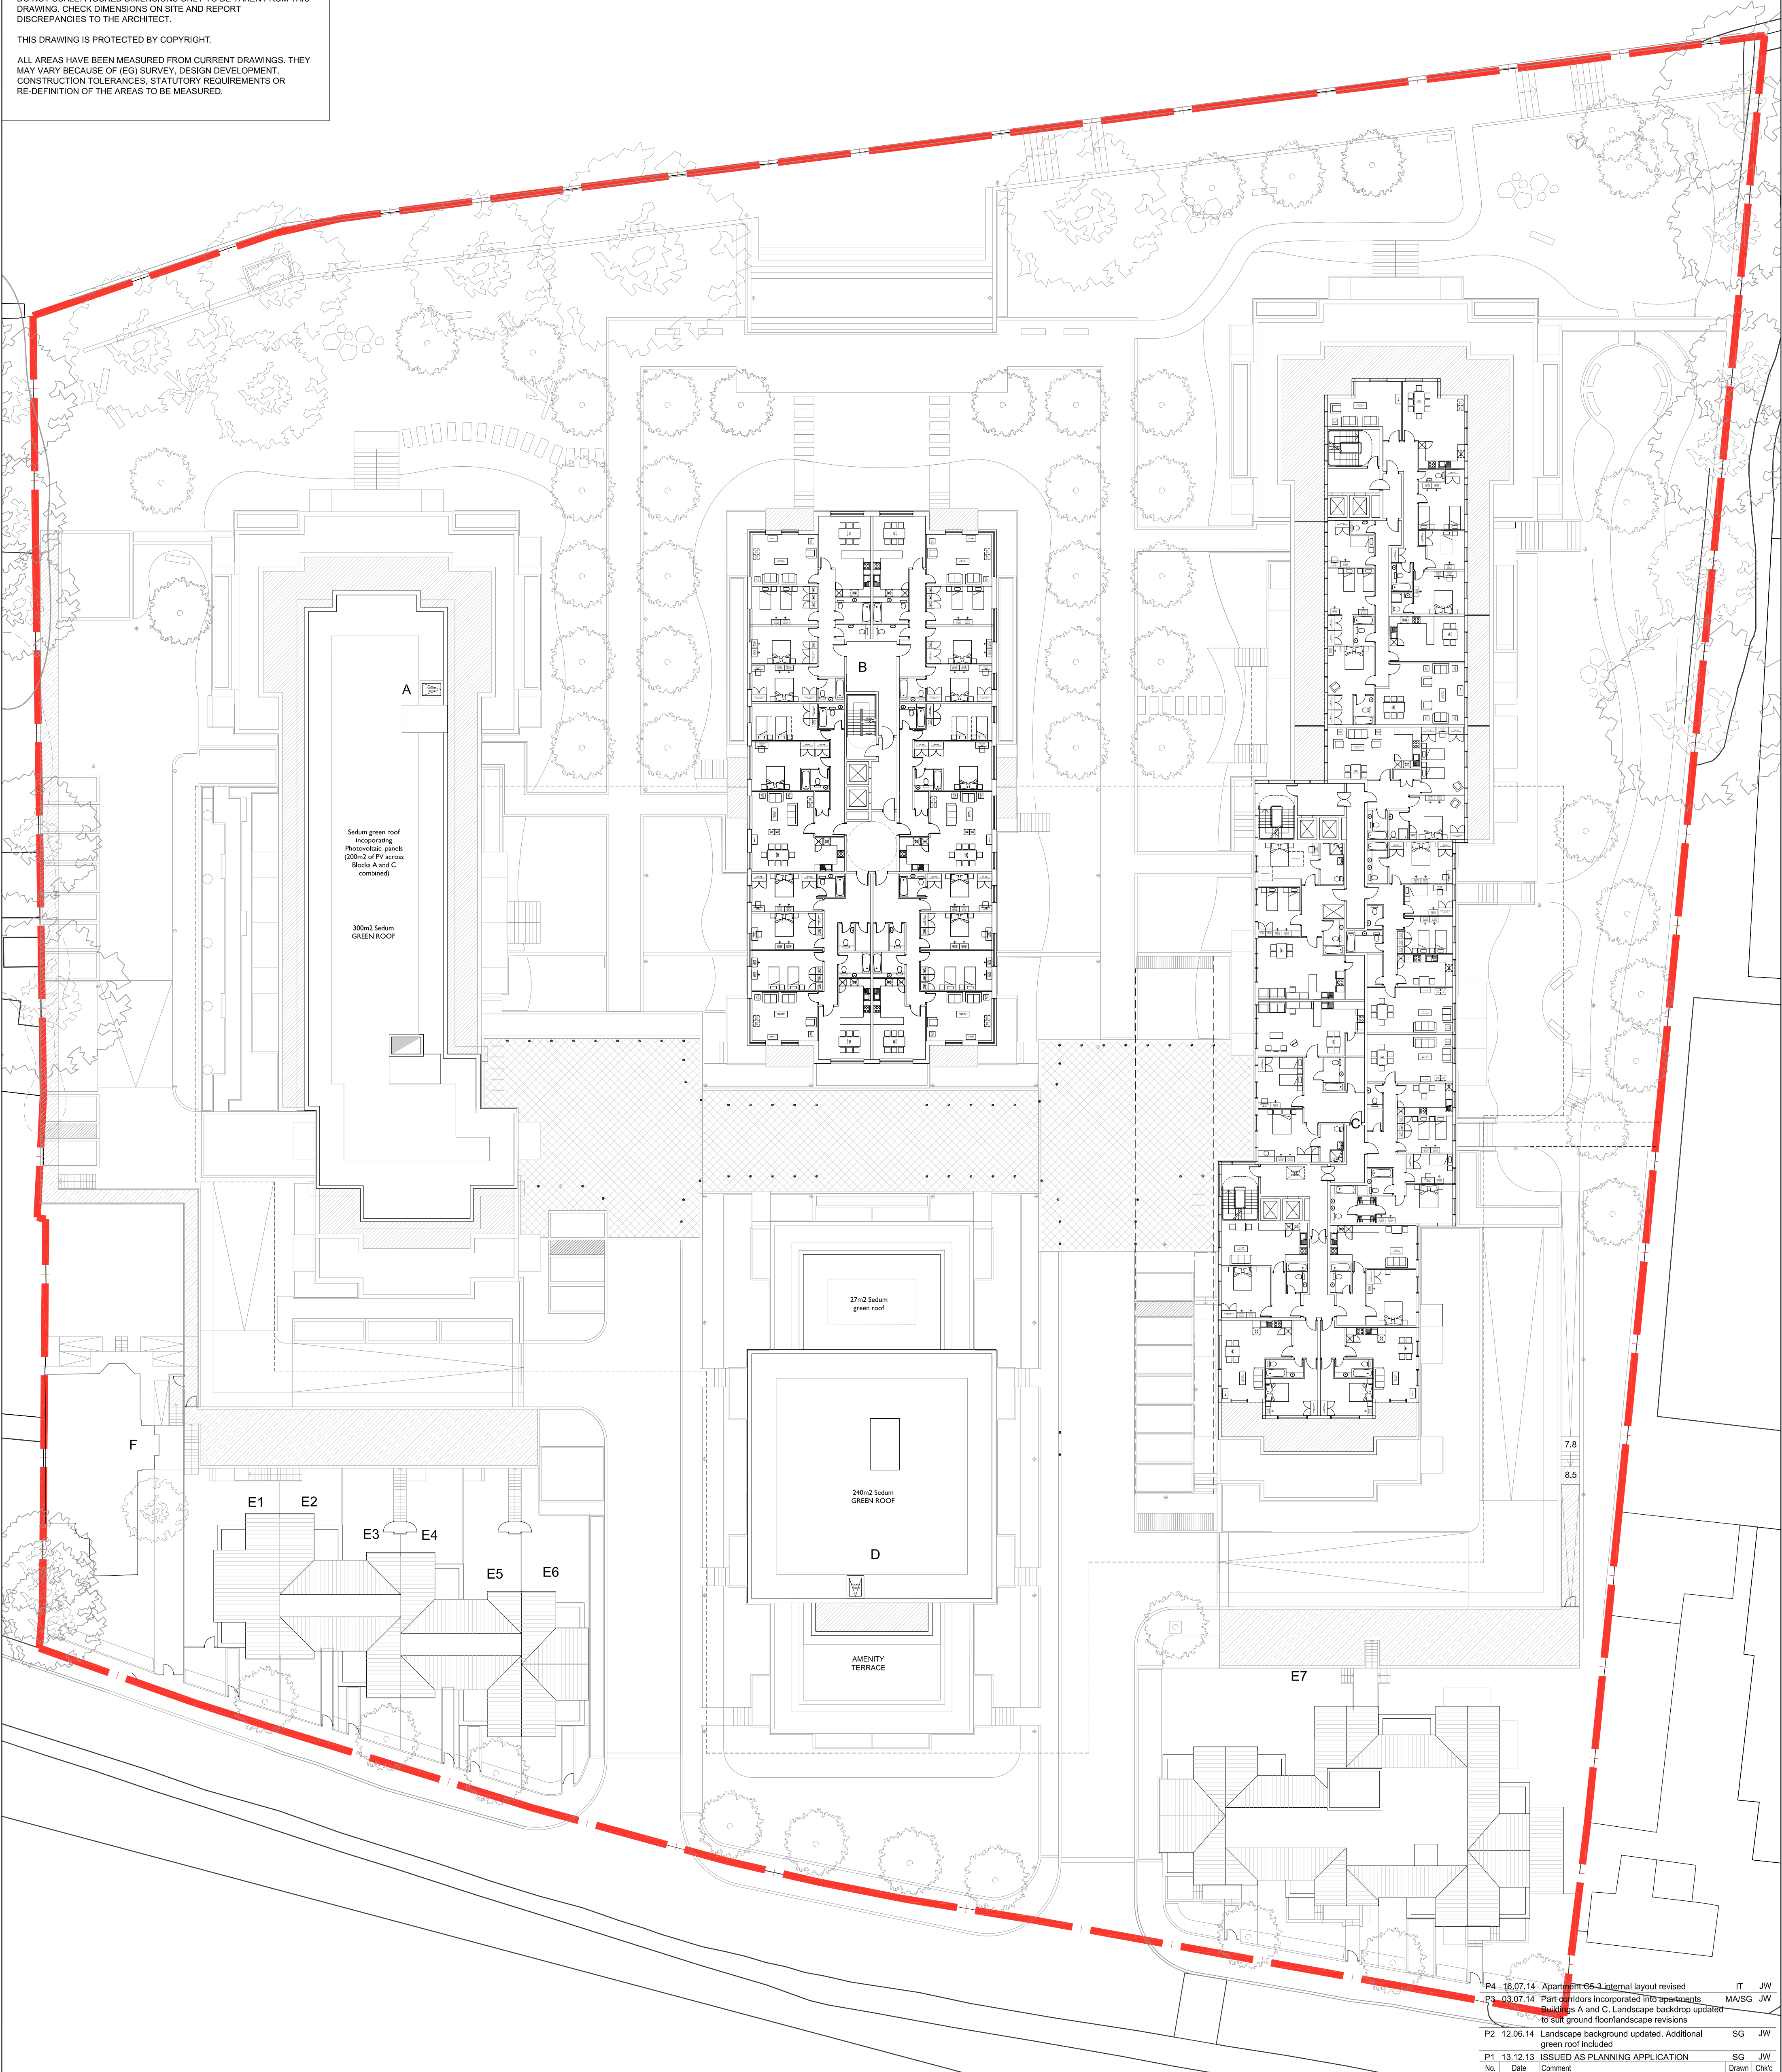 DRAWING. CHECK DIMENSIONS ON SITE AND REPORT
DISCREPANCIES TO THE ARCHITECT.
THIS DRAWING IS PROTECTED BY COPYRIGHT.
ALL AREAS HAVE BEEN MEASURED FROM CURRENT DRAWINGS. THEY
MAY VARY BECAUSE OF (EG) SURVEY, DESIGN DEVELOPMENT,
CONSTRUCTION TOLERANCES, STATUTORY REQUIREMENTS OR
RE-DEFINITION OF THE AREAS TO BE MEASURED.
A
B
Sedum green roof
incoporating
Photovoltaic panels
(200m2 of PV across
Blocks A and C
combined)
300m2 Sedum
GREEN ROOF
C
27m2 Sedum
green roof
240m2 Sedum
GREEN ROOF
D
AMENITY
TERRACE
F
E1
E2
E3
E4
E5
E6
E7
7.8
8.5
P4 16.07.14 Apartment C5-3 internal layout revised IT JW
P3 03.07.14 Part corridors incorporated into apartments MA/SG JW
Buildings A and C. Landscape backdrop updated
to suit ground floor/landscape revisions
P2 12.06.14 Landscape background updated. Additional SG JW
green roof included
P1 13.12.13 ISSUED AS PLANNING APPLICATION SG JW
No. Date Comment Drawn Chk'd